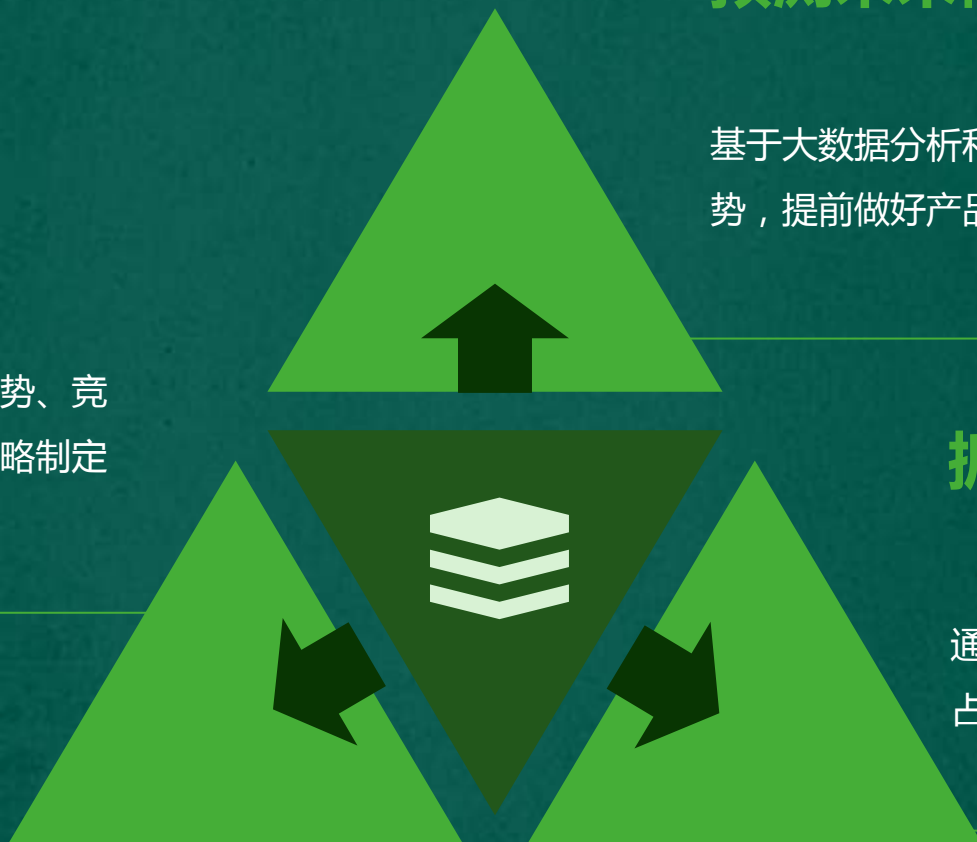 基于大数据分析
势，提前做好产品
势、竞
略制定
通
占